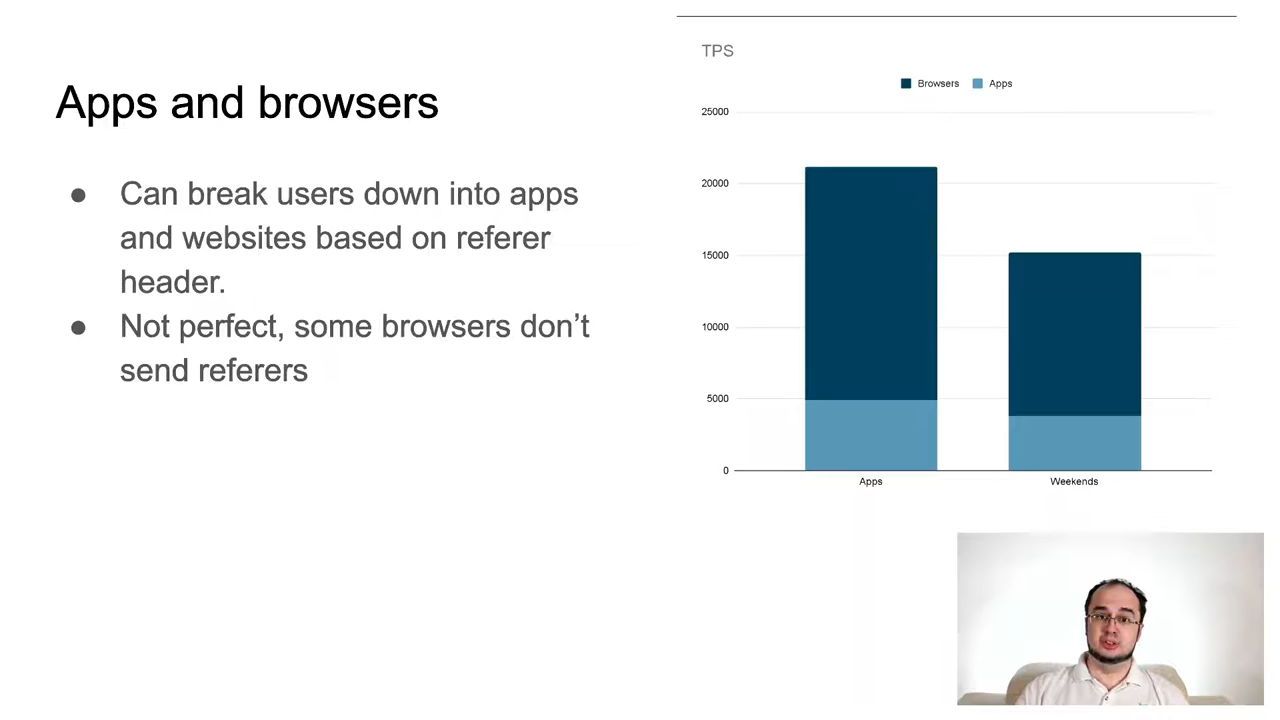 Apps and browsers
● Can break users down into apps
and websites based on referer
header.
● Not perfect, some browsers don’t
send referers
TPS
Browsers Apps
25000
20000
15000
10000
5000
0
Apps Weekends